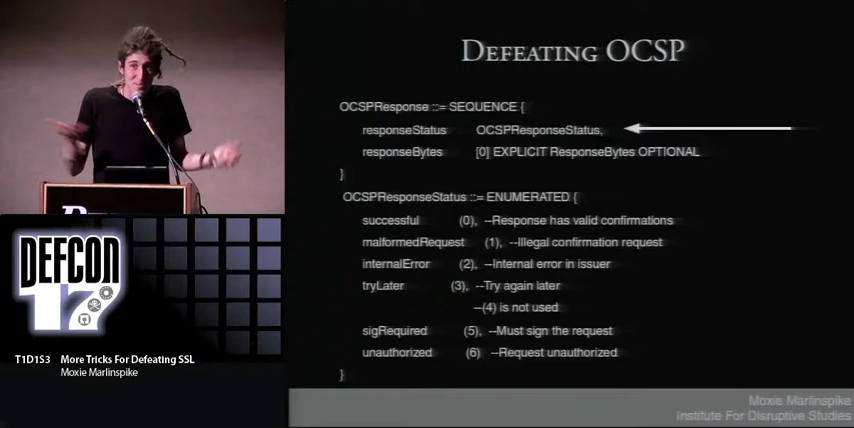 DEFEATING OCSP
OCSPResponse ::= SEQUENCE {
responseStatus OCSPResponseStatus,
responseBytes [0] EXPLICIT ResponseBytes OPTIONAL
}
OCSPResponseStatus ::= ENUMERATED {
successful (0), --Response has valid confirmations
malformedRequest (1), --Illegal confirmation request
internalError (2), --Internal error in issuer
tryLater (3), --Try again later
--(4) is not used
sigRequired (5), --Must sign the request
unauthorized (6) --Request unauthorized
}
DEFCON
17
T1D1S3 More Tricks For Defeating SSL
Moxie Marlinspike
Moxie Marlinspike
Institute For Disruptive Studies